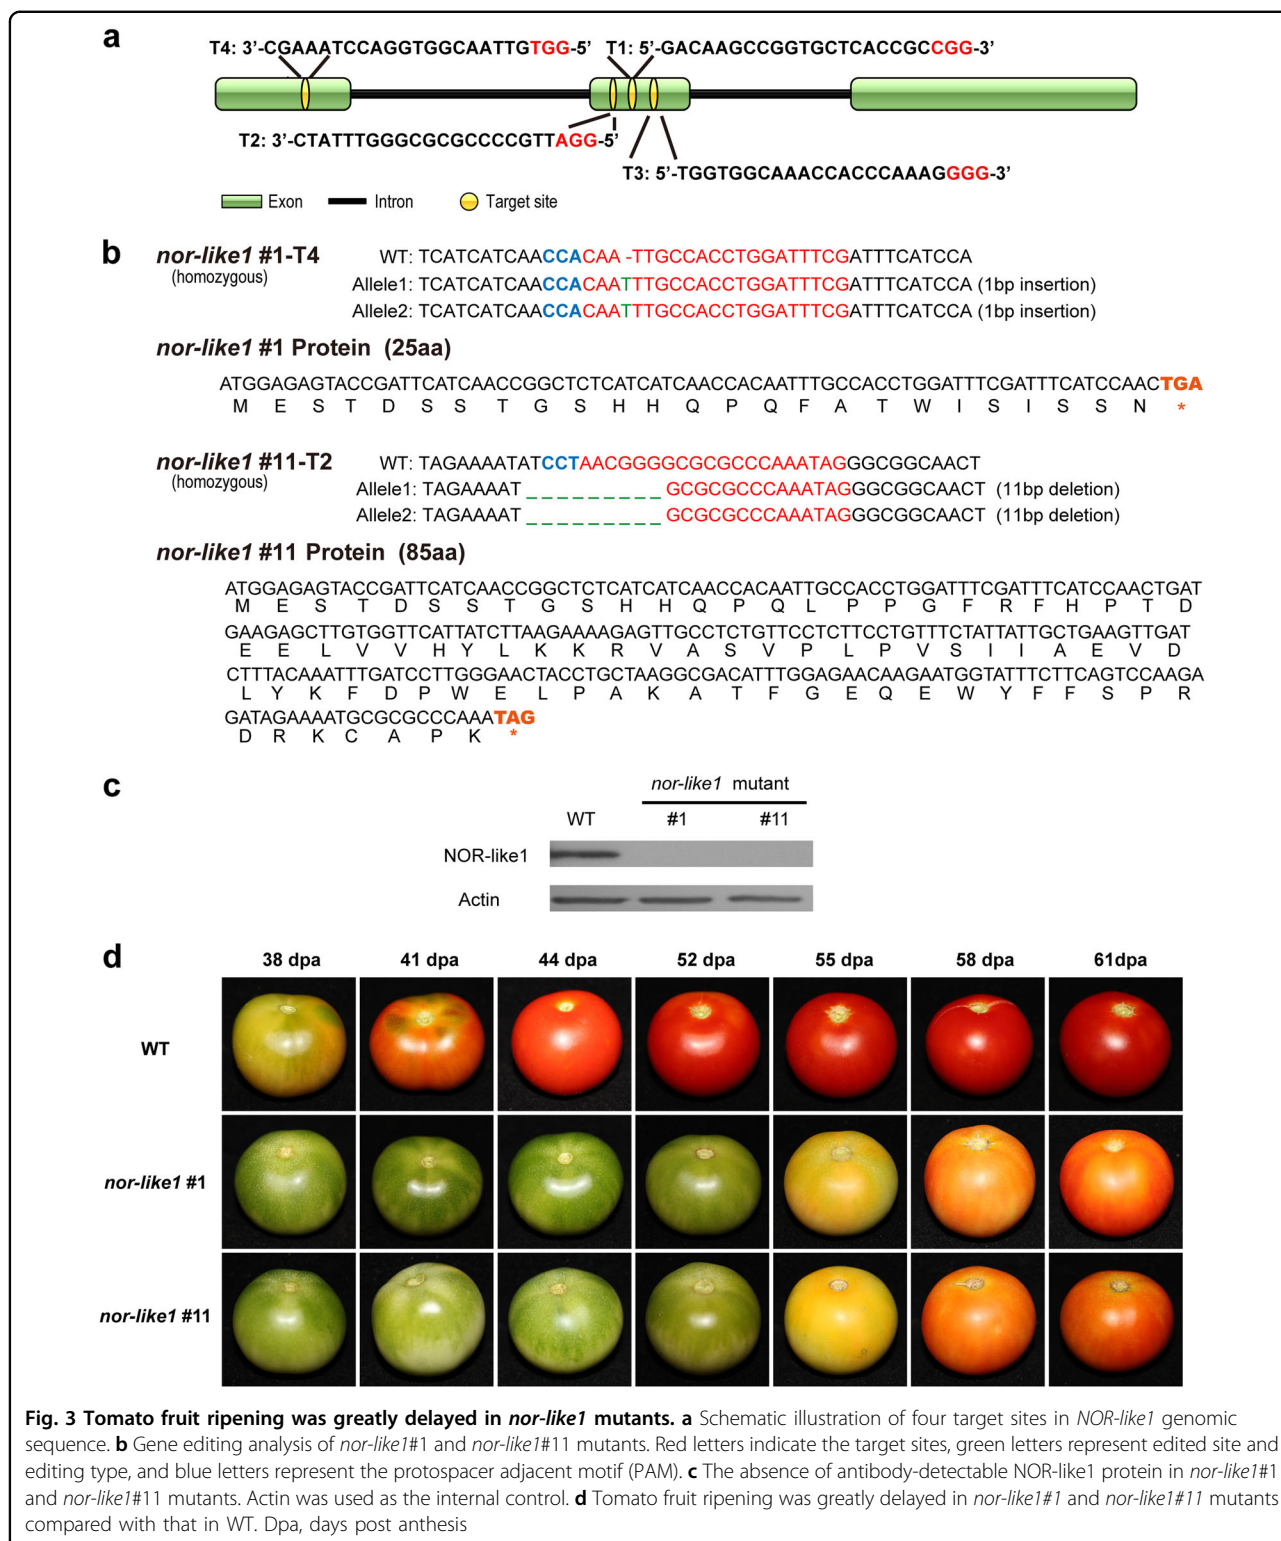 a
T4: 3’-CGAAATCCAGGTGGCAATTGTGG-5’ T1: 5’-GACAAGCCGGTGCTCACCGCCGG-3’
T2: 3’-CTATTTGGGCGCGCCCCGTTAGG-5’
T3: 5’-TGGTGGCAAACCACCCAAAGGGG-3’
Exon Intron Target site
b
nor-like1 #1-T4
(homozygous)
WT: TCATCATCAACCACAA -TTGCCACCTGGATTTCGATTTCATCCA
Allele1: TCATCATCAACCACAATTTGCCACCTGGATTTCGATTTCATCCA (1bp insertion)
Allele2: TCATCATCAACCACAATTTGCCACCTGGATTTCGATTTCATCCA (1bp insertion)
nor-like1 #1 Protein (25aa)
ATGGAGAGTACCGATTCATCAACCGGCTCTCATCATCAACCACAATTTGCCACCTGGATTTCGATTTCATCCAACTGA
M E S T D S S T G S H H Q P Q F A T W I S I S S N *
nor-like1 #11-T2
(homozygous)
WT: TAGAAAATATCCTAACGGGGCGCGCCCAAATAGGGCGGCAACT
Allele1: TAGAAAAT _ _ _ _ _ _ _ _ _ GCGCGCCCAAATAGGGCGGCAACT (11bp deletion)
Allele2: TAGAAAAT _ _ _ _ _ _ _ _ _ GCGCGCCCAAATAGGGCGGCAACT (11bp deletion)
nor-like1 #11 Protein (85aa)
ATGGAGAGTACCGATTCATCAACCGGCTCTCATCATCAACCACAATTGCCACCTGGATTTCGATTTCATCCAACTGAT
M E S T D S S T G S H H Q P Q L P P G F R F H P T D
GAAGAGCTTGTGGTTCATTATCTTAAGAAAAGAGTTGCCTCTGTTCCTCTTCCTGTTTCTATTATTGCTGAAGTTGAT
E E L V V H Y L K K R V A S V P L P V S I I A E V D
CTTTACAAATTTGATCCTTGGGAACTACCTGCTAAGGCGACATTTGGAGAACAAGAATGGTATTTCTTCAGTCCAAGA
L Y K F D P W E L P A K A T F G E Q E W Y F F S P R
GATAGAAAATGCGCGCCCAAATAG
D R K C A P K *
c
nor-like1 mutant
WT #1 #11
NOR-like1
Actin
d
38 dpa 41 dpa 44 dpa 52 dpa 55 dpa 58 dpa 61dpa
WT
nor-like1 #1
nor-like1 #11
Fig. 3 Tomato fruit ripening was greatly delayed in nor-like1 mutants. a Schematic illustration of four target sites in NOR-like1 genomic
sequence. b Gene editing analysis of nor-like1#1 and nor-like1#11 mutants. Red letters indicate the target sites, green letters represent edited site and
editing type, and blue letters represent the protospacer adjacent motif (PAM). c The absence of antibody-detectable NOR-like1 protein in nor-like1#1
and nor-like1#11 mutants. Actin was used as the internal control. d Tomato fruit ripening was greatly delayed in nor-like1#1 and nor-like1#11 mutants
compared with that in WT. Dpa, days post anthesis